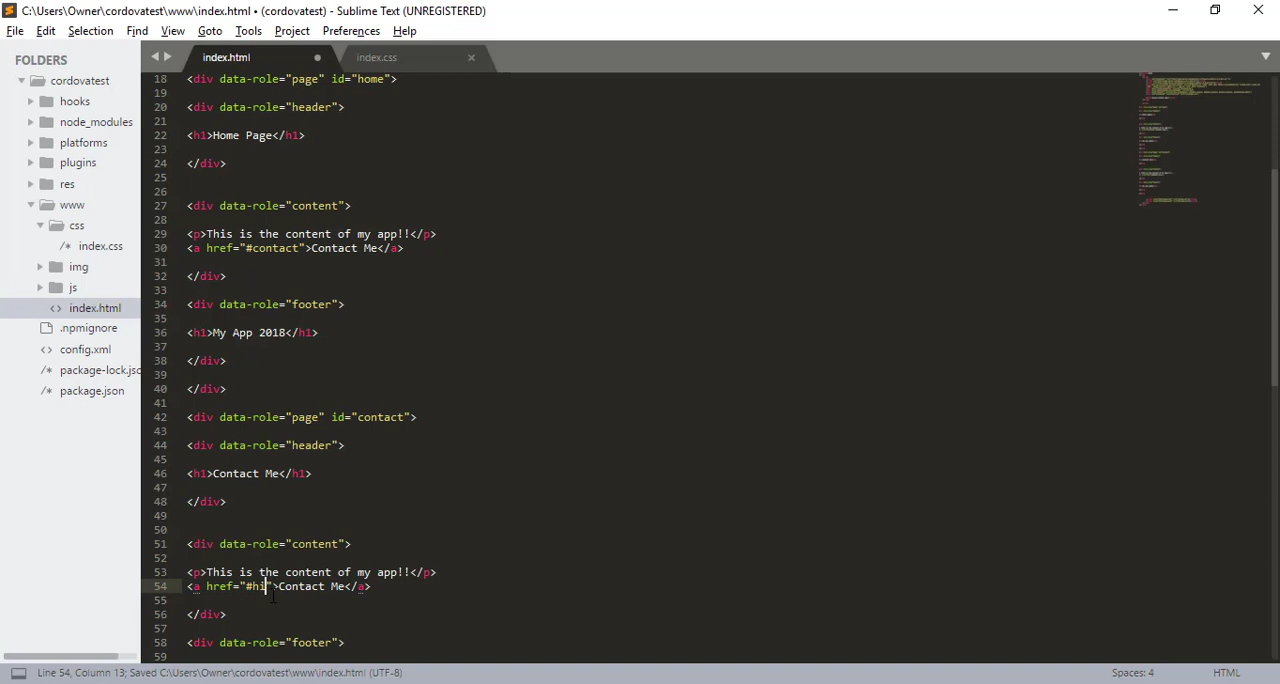 C:\Users\Owner\cordovatest\www\index.html • (cordovatest) - Sublime Text (UNREGISTERED)
File Edit Selection Find View Goto Tools Project Preferences Help
FOLDERS
cordovatest
hooks
node_modules
platforms
plugins
res
www
css
/* index.css
img
js
<> index.html
.npmignore
<> config.xml
/* package-lock.jsc
/* package.json
index.html
index.css
18 <div data-role="page" id="home">
19
20 <div data-role="header">
21
22 <h1>Home Page</h1>
23
24 </div>
25
26
27 <div data-role="content">
28
29 <p>This is the content of my app!!</p>
30 <a href="#contact">Contact Me</a>
31
32 </div>
33
34 <div data-role="footer">
35
36 <h1>My App 2018</h1>
37
38 </div>
39
40 </div>
41
42 <div data-role="page" id="contact">
43
44 <div data-role="header">
45
46 <h1>Contact Me</h1>
47
48 </div>
49
50
51 <div data-role="content">
52
53 <p>This is the content of my app!!</p>
54 <a href="#hi">Contact Me</a>
55
56 </div>
57
58 <div data-role="footer">
59
Line 54, Column 13; Saved C:\Users\Owner\cordovatest\www\index.html (UTF-8)
Spaces: 4
HTML